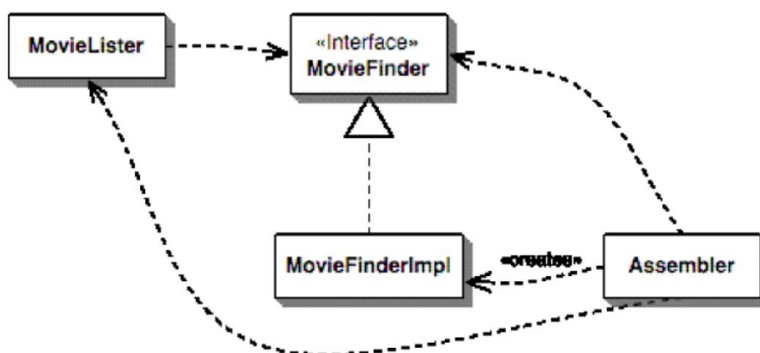 MovieLister
«Interface»
MovieFinder
MovieFinderImpl
«creates»
Assembler